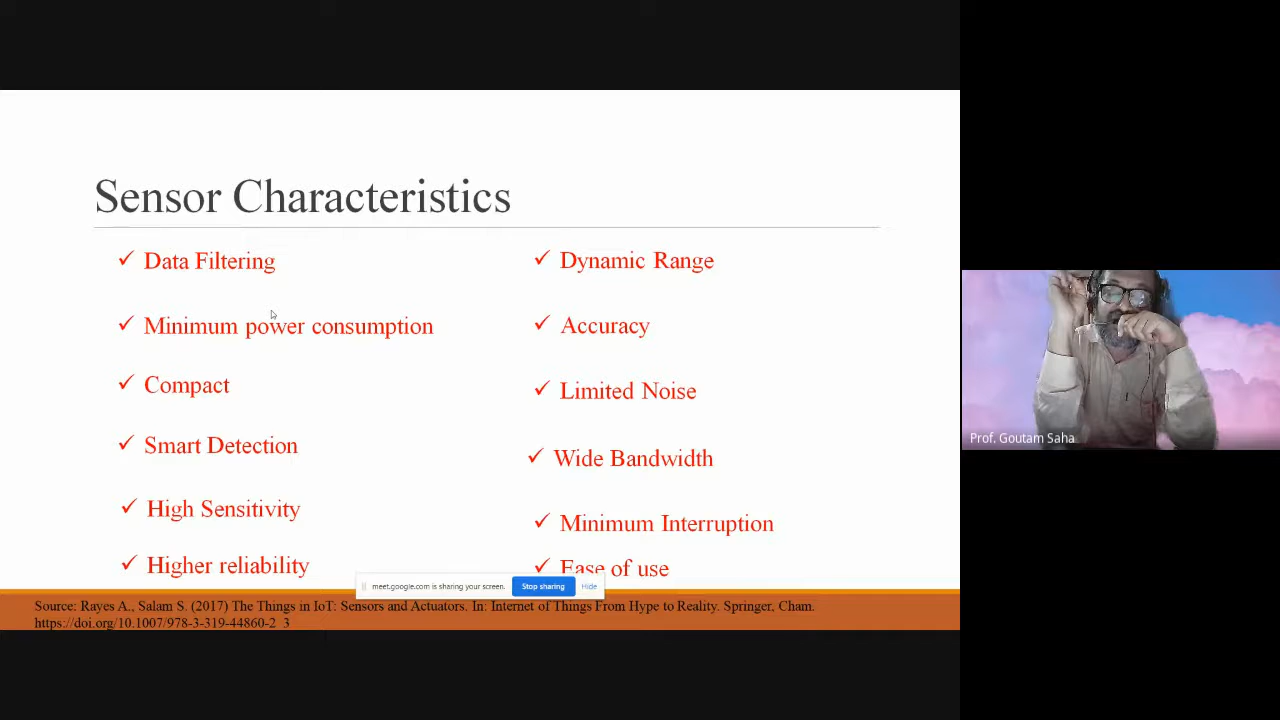 Sensor Characteristics
Data Filtering
Minimum power consumption
Compact
Smart Detection
High Sensitivity
Higher reliability
Dynamic Range
Accuracy
Limited Noise
Wide Bandwidth
Minimum Interruption
Ease of use
meet.google.com is sharing your screen. Stop sharing Hide
Source: Rayes A., Salam S. (2017) The Things in IoT: Sensors and Actuators. In: Internet of Things From Hype to Reality. Springer, Cham.
https://doi.org/10.1007/978-3-319-44860-2_3
Prof. Goutam Saha